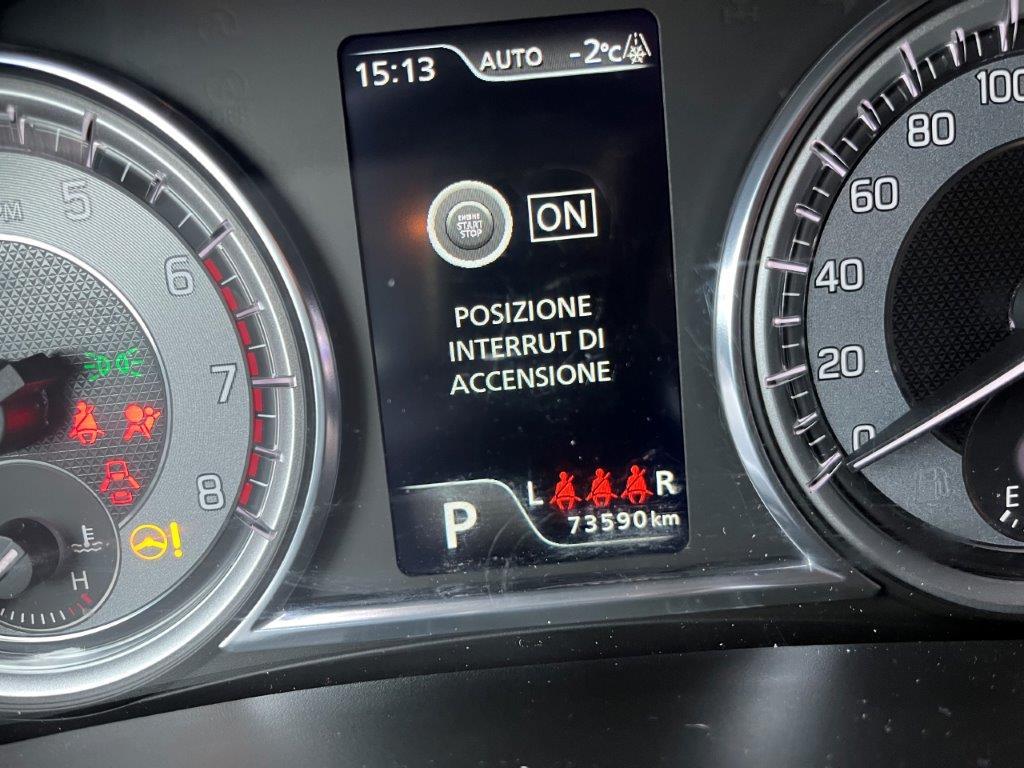 15:13
AUTO
-2°C
ENGINE
START
STOP
ON
POSIZIONE
INTERRUT DI
ACCENSIONE
P
L
R
73590 km
5
6
7
8
H
100
80
60
40
20
0
E